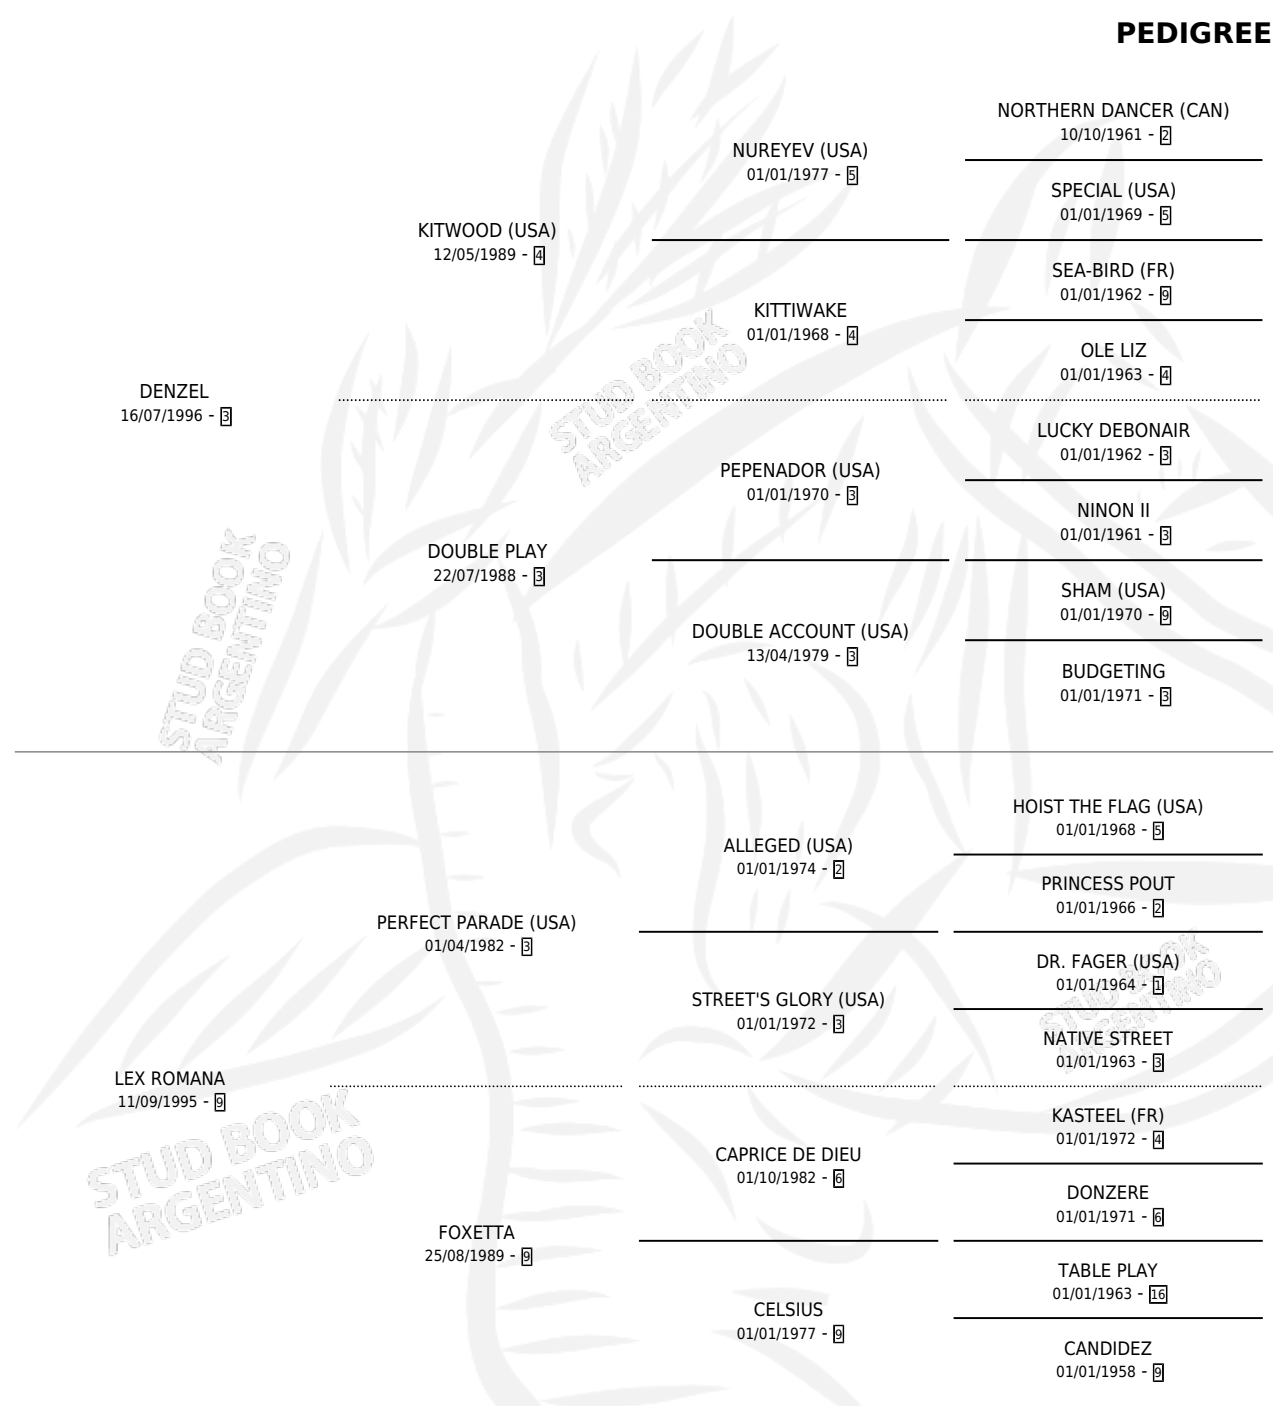 PEDIGREE
NORTHERN DANCER (CAN)
10/10/1961 - 2
NUREYEV (USA)
01/01/1977 - 5
SPECIAL (USA)
01/01/1969 - 5
KITWOOD (USA)
12/05/1989 - 4
SEA-BIRD (FR)
01/01/1962 - 9
KITTIWAKE
01/01/1968 - 4
OLE LIZ
01/01/1963 - 4
DENZEL
16/07/1996 - 3
LUCKY DEBONAIR
01/01/1962 - 3
PEPENADOR (USA)
01/01/1970 - 3
NINON II
01/01/1961 - 3
DOUBLE PLAY
22/07/1988 - 3
SHAM (USA)
01/01/1970 - 9
DOUBLE ACCOUNT (USA)
13/04/1979 - 3
BUDGETING
01/01/1971 - 3
HOIST THE FLAG (USA)
01/01/1968 - 5
ALLEGED (USA)
01/01/1974 - 2
PRINCESS POUT
01/01/1966 - 2
PERFECT PARADE (USA)
01/04/1982 - 3
DR. FAGER (USA)
01/01/1964 - 1
STREET'S GLORY (USA)
01/01/1972 - 3
NATIVE STREET
01/01/1963 - 3
LEX ROMANA
11/09/1995 - 9
KASTEEL (FR)
01/01/1972 - 4
CAPRICE DE DIEU
01/10/1982 - 6
DONZERE
01/01/1971 - 6
FOXETTA
25/08/1989 - 9
TABLE PLAY
01/01/1963 - 16
CELSIUS
01/01/1977 - 9
CANDIDEZ
01/01/1958 - 9
STUD BOOK
ARGENTINO
STUD BOOK
ARGENTINO
STUD BOOK
ARGENTINO
STUD BOOK
ARGENTINO